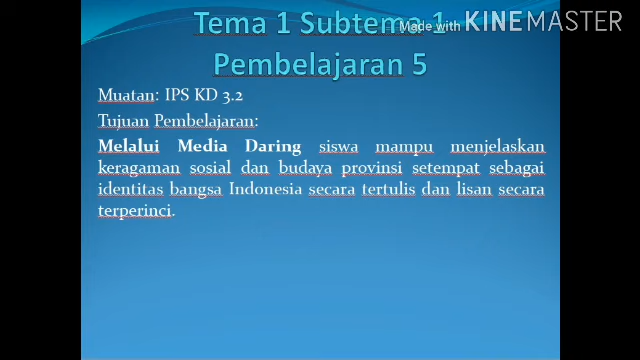 Tema 1 Subtema 1
Made with KINEMASTER
Pembelajaran 5
Muatan: IPS KD 3.2
Tujuan Pembelajaran:
Melalui Media Daring siswa mampu menjelaskan
keragaman sosial dan budaya provinsi setempat sebagai
identitas bangsa Indonesia secara tertulis dan lisan secara
terperinci.